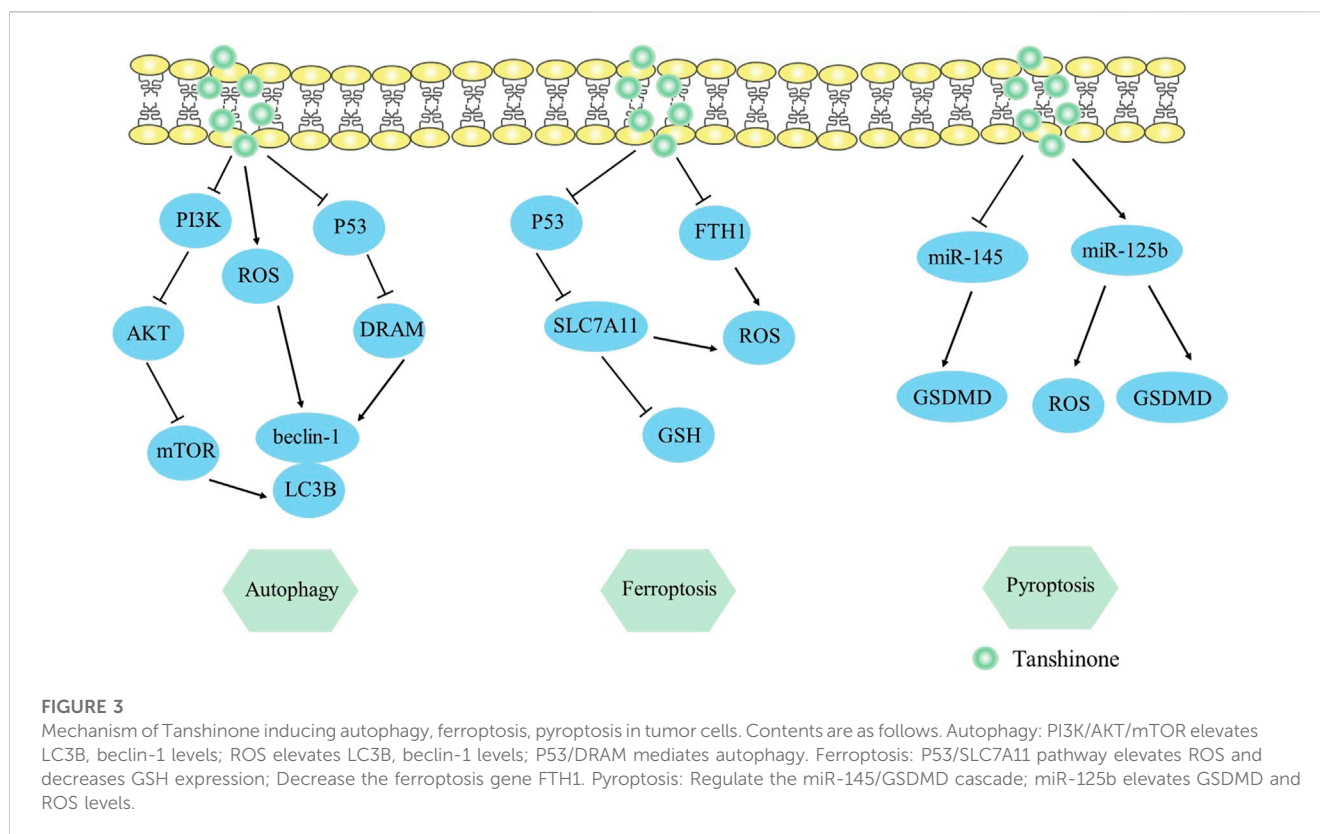 PI3K
P53
P53
FTH1
miR-145
miR-125b
ROS
AKT
DRAM
SLC7A11
ROS
GSDMD
ROS
GSDMD
beclin-1
GSH
mTOR
LC3B
Autophagy
Ferroptosis
Pyroptosis
Tanshinone
FIGURE 3
Mechanism of Tanshinone inducing autophagy, ferroptosis, pyroptosis in tumor cells. Contents are as follows. Autophagy: PI3K/AKT/mTOR elevates
LC3B, beclin-1 levels; ROS elevates LC3B, beclin-1 levels; P53/DRAM mediates autophagy. Ferroptosis: P53/SLC7A11 pathway elevates ROS and
decreases GSH expression; Decrease the ferroptosis gene FTH1. Pyroptosis: Regulate the miR-145/GSDMD cascade; miR-125b elevates GSDMD and
ROS levels.